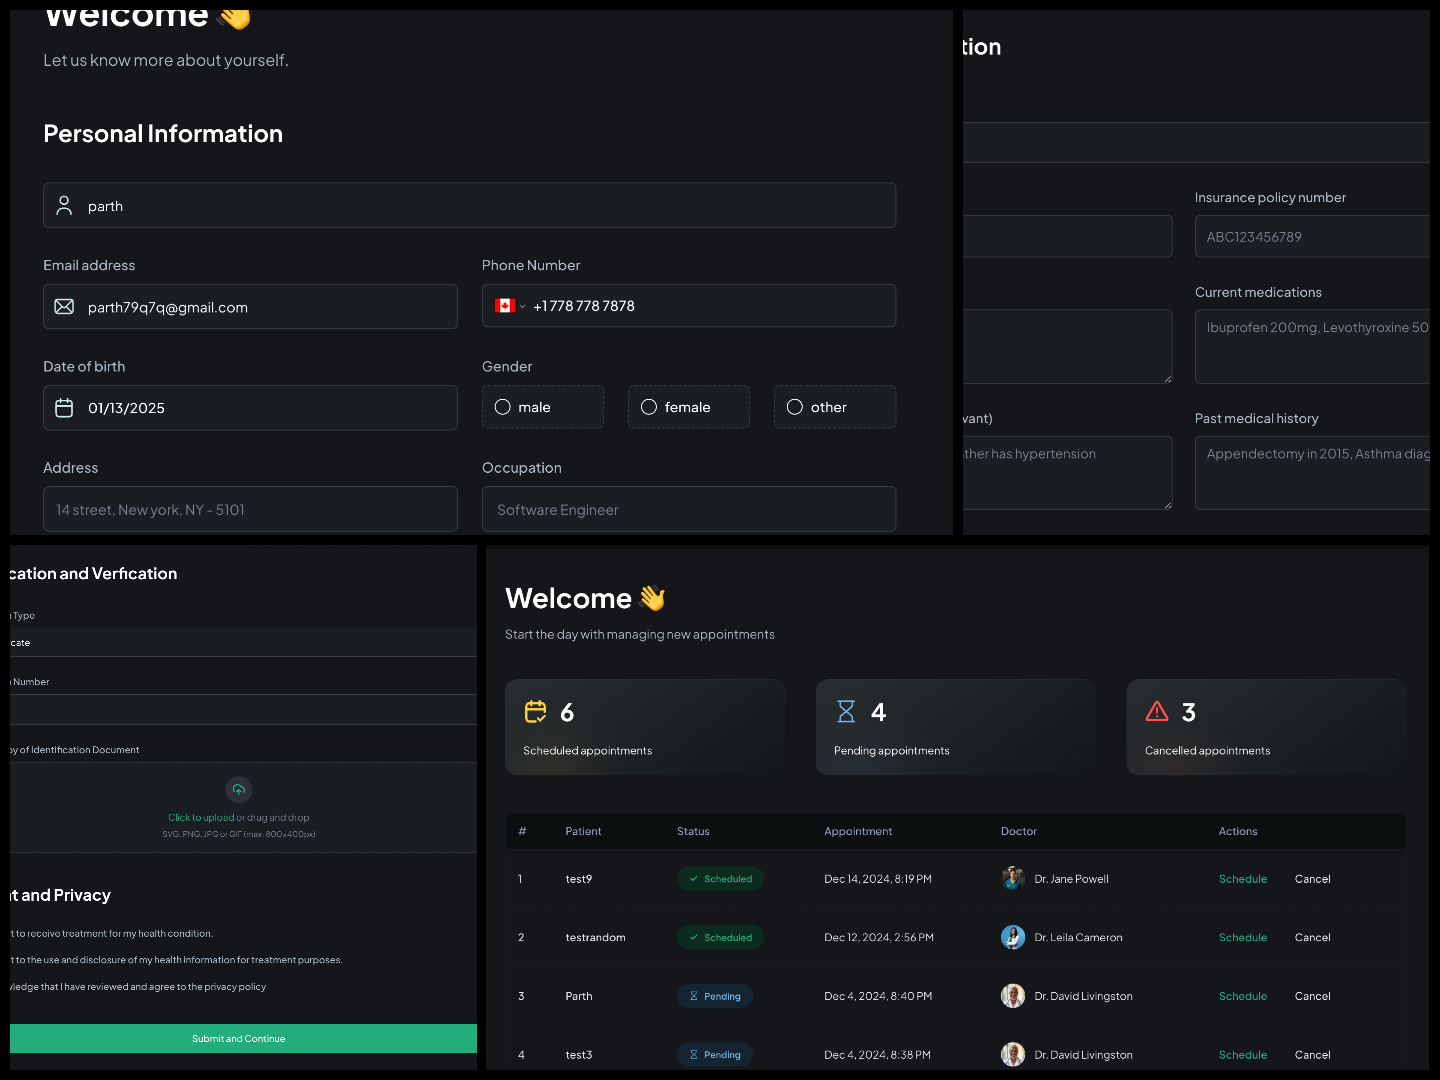 Welcome 👋
Let us know more about yourself.
Personal Information
parth
Email address
Phone Number
parth79q7q@gmail.com
+1 778 778 7878
Date of birth
Gender
01/13/2025
male
female
other
Address
Occupation
14 street, New york, NY - 5101
Software Engineer
tion
Insurance policy number
ABC123456789
Current medications
Ibuprofen 200mg, Levothyroxine 50
vant)
Past medical history
ther has hypertension
Appendectomy in 2015, Asthma diag
cation and Verfication
n Type
cate
n Number
py of Identification Document
Click to upload or drag and drop
SVG, PNG, JPG or GIF (max. 800x400px)
nt and Privacy
t to receive treatment for my health condition.
t to the use and disclosure of my health information for treatment purposes.
vledge that I have reviewed and agree to the privacy policy
Submit and Continue
Welcome 👋
Start the day with managing new appointments
6
Scheduled appointments
4
Pending appointments
3
Cancelled appointments
# Patient Status Appointment Doctor Actions
1 test9 Scheduled Dec 14, 2024, 8:19 PM Dr. Jane Powell Schedule Cancel
2 testrandom Scheduled Dec 12, 2024, 2:56 PM Dr. Leila Cameron Schedule Cancel
3 Parth Pending Dec 4, 2024, 8:40 PM Dr. David Livingston Schedule Cancel
4 test3 Pending Dec 4, 2024, 8:38 PM Dr. David Livingston Schedule Cancel